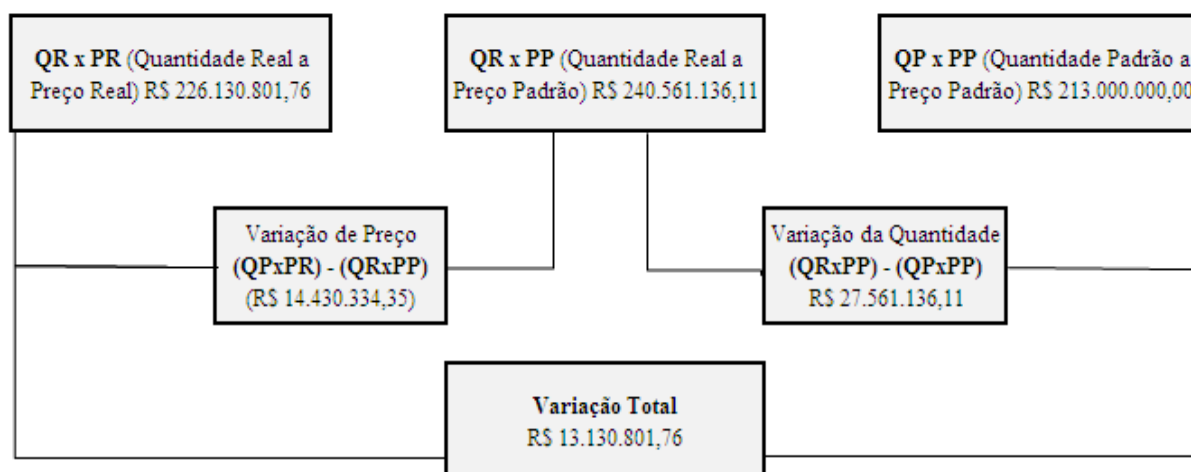 QR x PR (Quantidade Real a
Preço Real) R$ 226.130.801,76
QR x PP (Quantidade Real a
Preço Padrão) R$ 240.561.136,11
QP x PP (Quantidade Padrão a
Preço Padrão) R$ 213.000.000,00
Variação de Preço
(QPxPR) - (QRxPP)
(R$ 14.430.334,35)
Variação da Quantidade
(QRxPP) - (QPxPP)
R$ 27.561.136,11
Variação Total
R$ 13.130.801,76